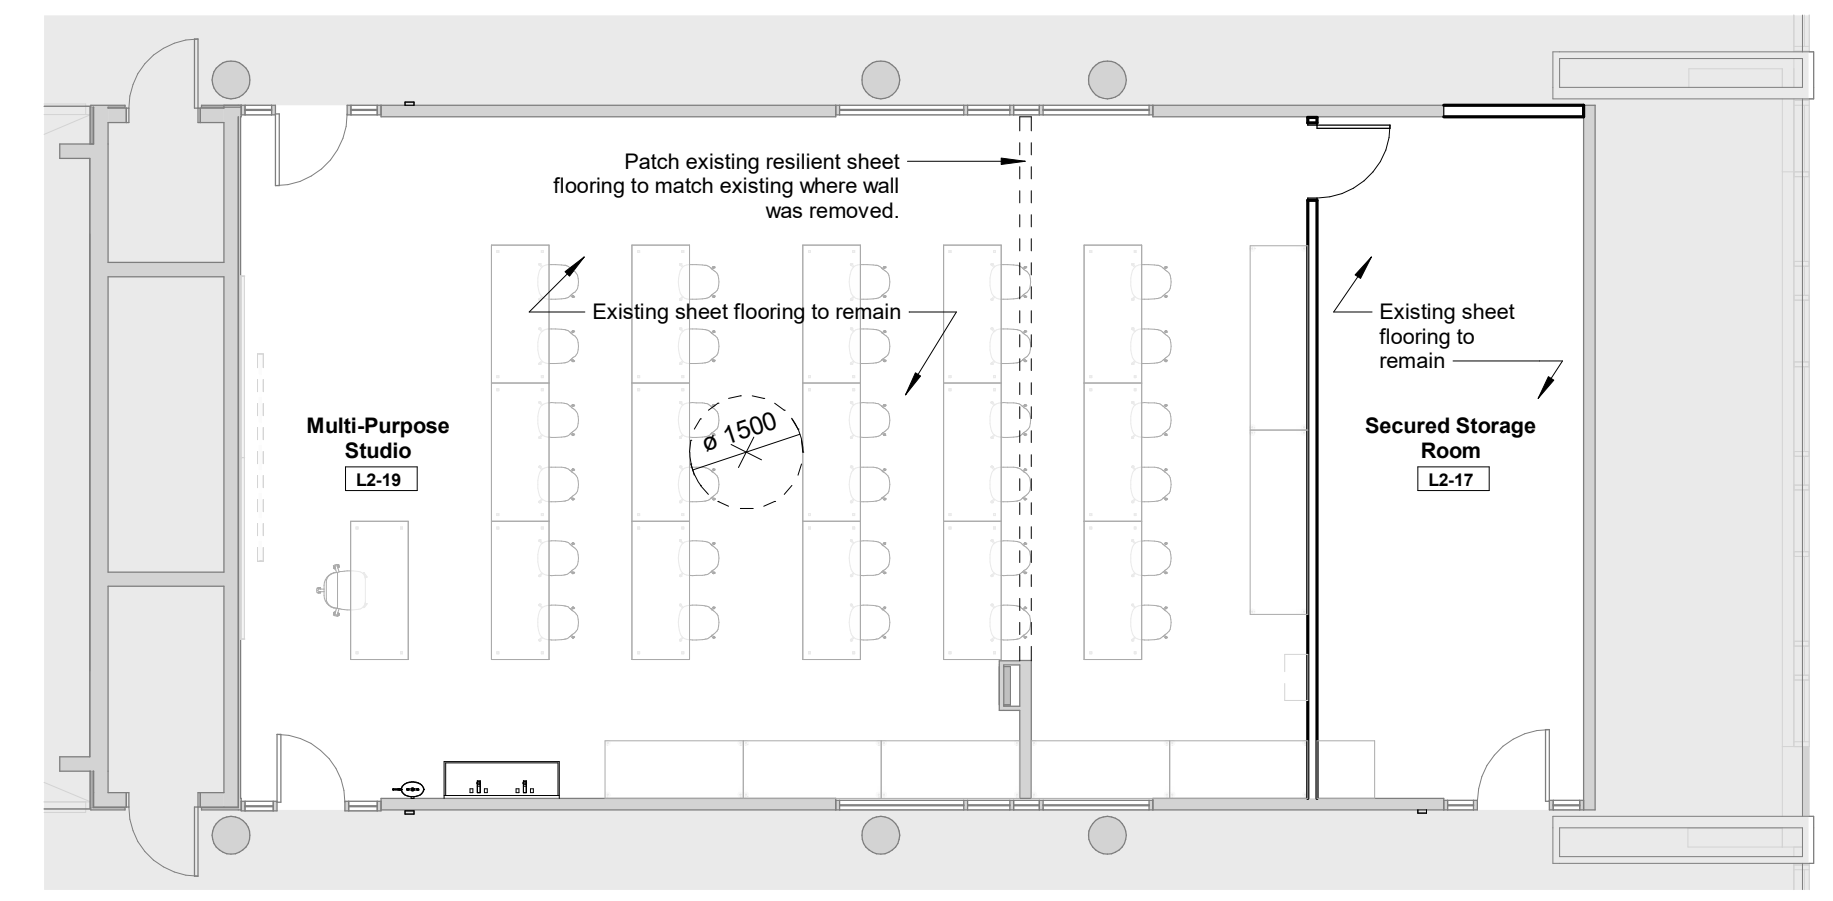 Patch existing resilient sheet
flooring to match existing where wall
was removed.
Existing sheet flooring to remain
Existing sheet
flooring to
remain
Multi-Purpose
Studio
L2-19
ø 1500
Secured Storage
Room
L2-17